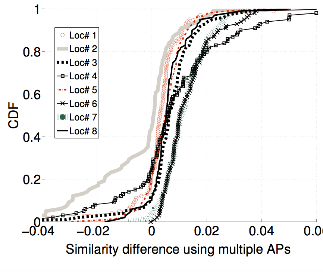 1
0.8
0.6
0.4
0.2
0
CDF
Loc# 1
Loc# 2
Loc# 3
Loc# 4
Loc# 5
Loc# 6
Loc# 7
Loc# 8
-0.04 -0.02 0 0.02 0.04 0.0
Similarity difference using multiple APs